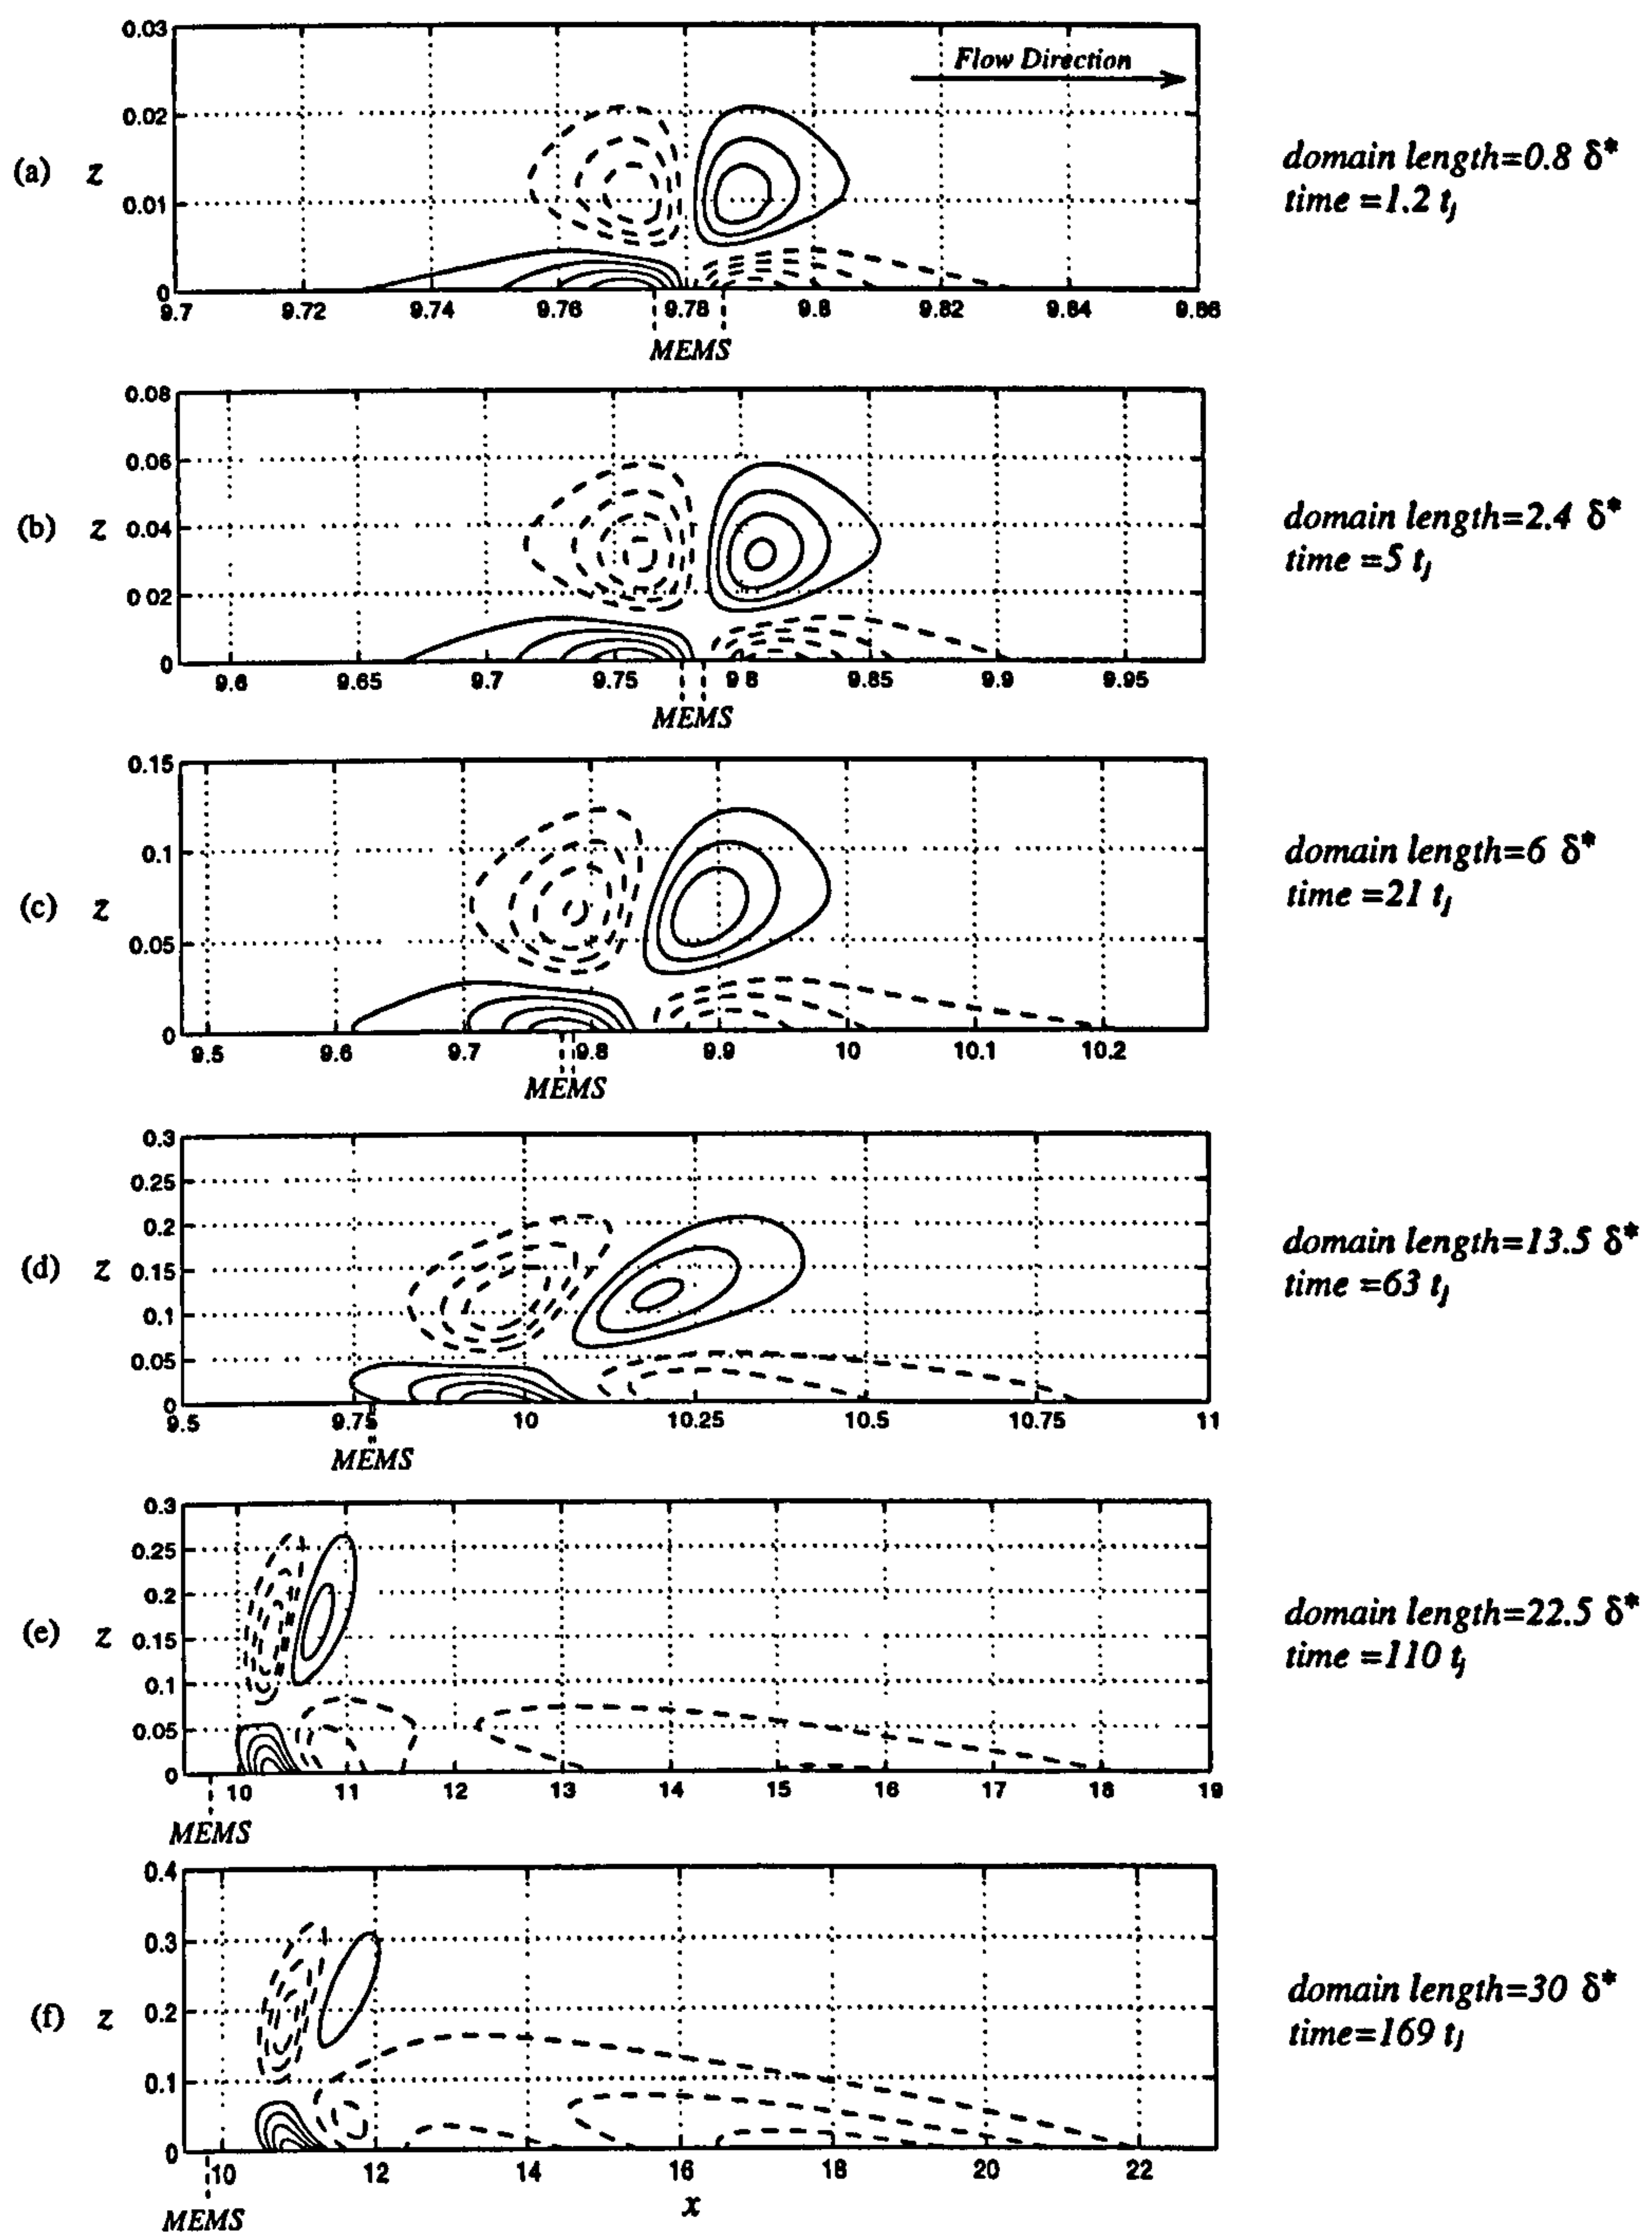 0.03
Flow Direction
0.02
(a) z
0.01
0
9.7 9.72 9.74 9.76 9.78 9.8 9.82 9.84 9.86
MEMS
domain length=0.8 δ*
time =1.2 tj
0.08
0.06
(b) z 0.04
0 02
0
9.6 9.65 9.7 9.75 9 8 9.85 9.9 9.95
MEMS
domain length=2.4 δ*
time =5 tj
0.15
0.1
(c) z
0.05
0
9.5 9.6 9.7 9.8 9.9 10 10.1 10.2
MEMS
domain length=6 δ*
time =21 tj
0.3
0.25
0.2
(d) z 0.15
0.1
0.05
0
9.5 9.75 10 10.25 10.5 10.75 11
MEMS
domain length=13.5 δ*
time =63 tj
0.3
0.25
0.2
(e) z 0.15
0.1
0.05
0
10 11 12 13 14 15 16 17 18 19
MEMS
domain length=22.5 δ*
time =110 tj
0.4
0.3
(f) z 0.2
0.1
0
10 12 14 16 18 20 22
MEMS
x
domain length=30 δ*
time=169 tj